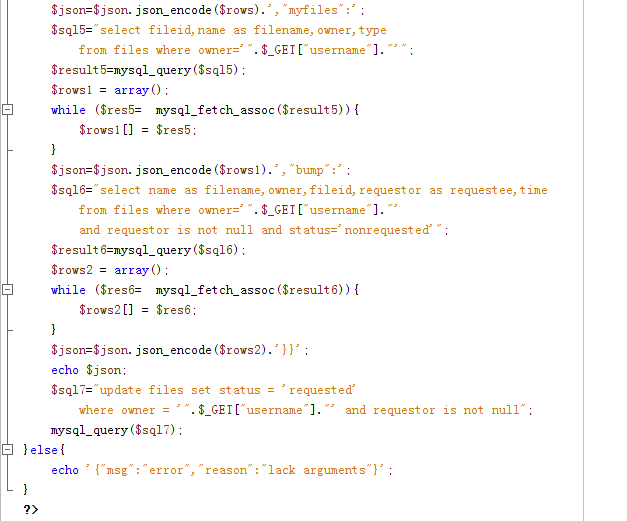 $json=$json.json_encode($rows).',"myfiles":';
$sql5="select fileid,name as filename,owner,type
from files where owner='".$_GET["username"]."'";
$result5=mysql_query($sql5);
$rows1 = array();
while ($res5=  mysql_fetch_assoc($result5)){
$rows1[] = $res5;
}
$json=$json.json_encode($rows1).',"bump":';
$sql6="select name as filename,owner,fileid,requestor as requestee,time
from files where owner='".$_GET["username"]."'
and requestor is not null and status='nonrequested'";
$result6=mysql_query($sql6);
$rows2 = array();
while ($res6=  mysql_fetch_assoc($result6)){
$rows2[] = $res6;
}
$json=$json.json_encode($rows2).'}}';
echo $json;
$sql7="update files set status = 'requested'
where owner = '".$_GET["username"]."' and requestor is not null";
mysql_query($sql7);
}else{
echo '{"msg":"error","reason":"lack arguments"}';
}
?>